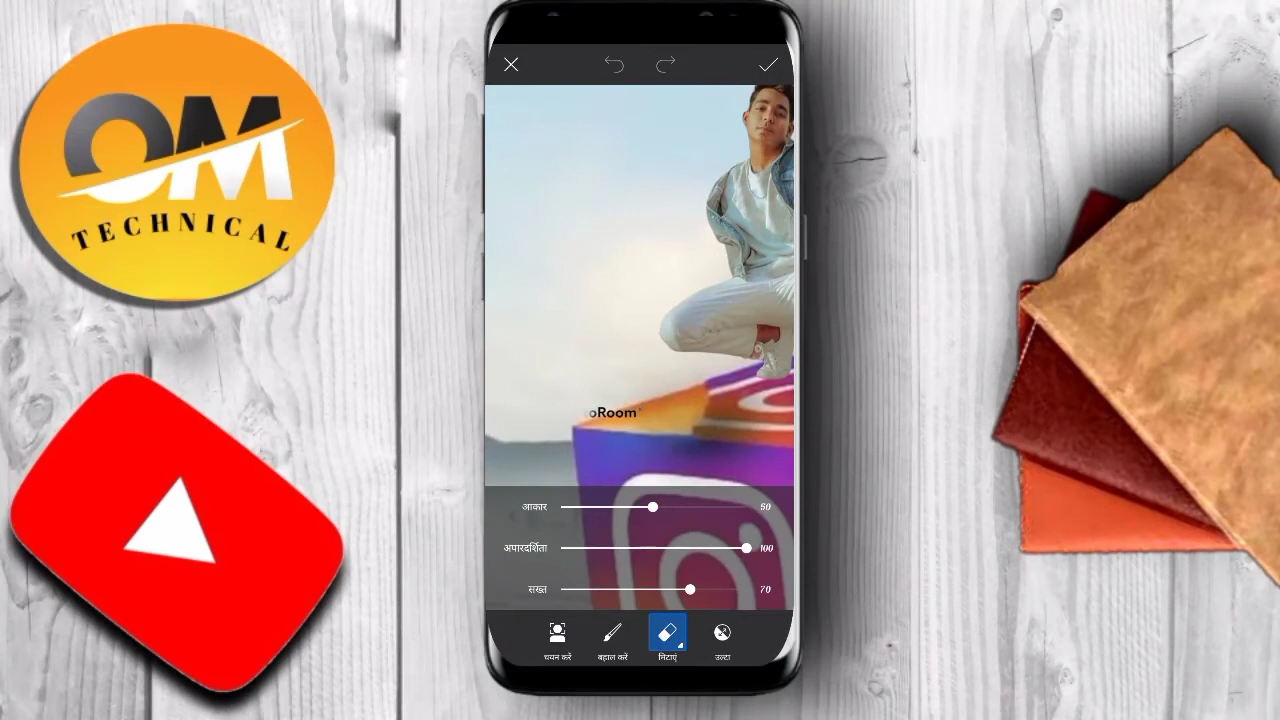 OM
TECHNICAL
oRoom
आकार 50
अपारदर्शिता 100
सख्त 70
चयन करें बहाल करें मिटाएं उल्टा